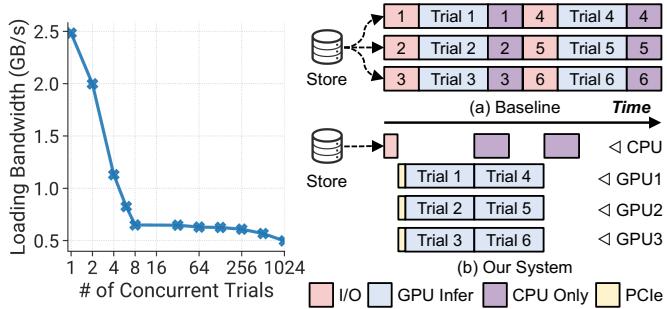 Loading Bandwidth (GB/s)
2.5
2.0
1.5
1.0
0.5
1 2 4 8 16 64 256 1024
# of Concurrent Trials
Store
1 Trial 1 1 4 Trial 4 4
2 Trial 2 2 5 Trial 5 5
3 Trial 3 3 6 Trial 6 6
(a) Baseline
Time
Store
◁ CPU
Trial 1 Trial 4 ◁ GPU1
Trial 2 Trial 5 ◁ GPU2
Trial 3 Trial 6 ◁ GPU3
(b) Our System
I/O GPU Infer CPU Only PCIe